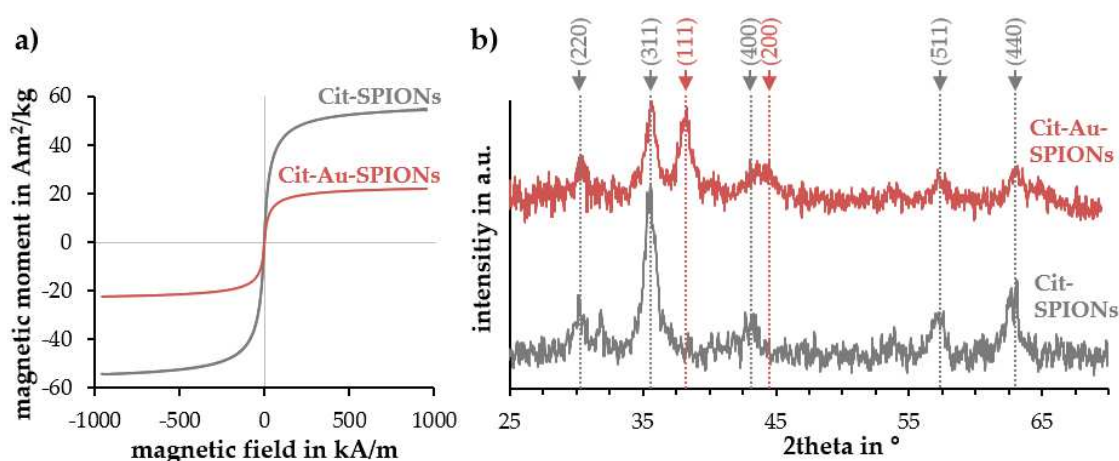 a)
magnetic moment in Am²/kg
60
40
20
0
-20
-40
-60
-1000
-500
0
500
1000
magnetic field in kA/m
Cit-SPIONs
Cit-Au-SPIONs
b)
(220)
(311)
(111)
(400)
(200)
(511)
(440)
intensitiy in a.u.
Cit-Au-
SPIONs
Cit-
SPIONs
25
35
45
55
65
2theta in °